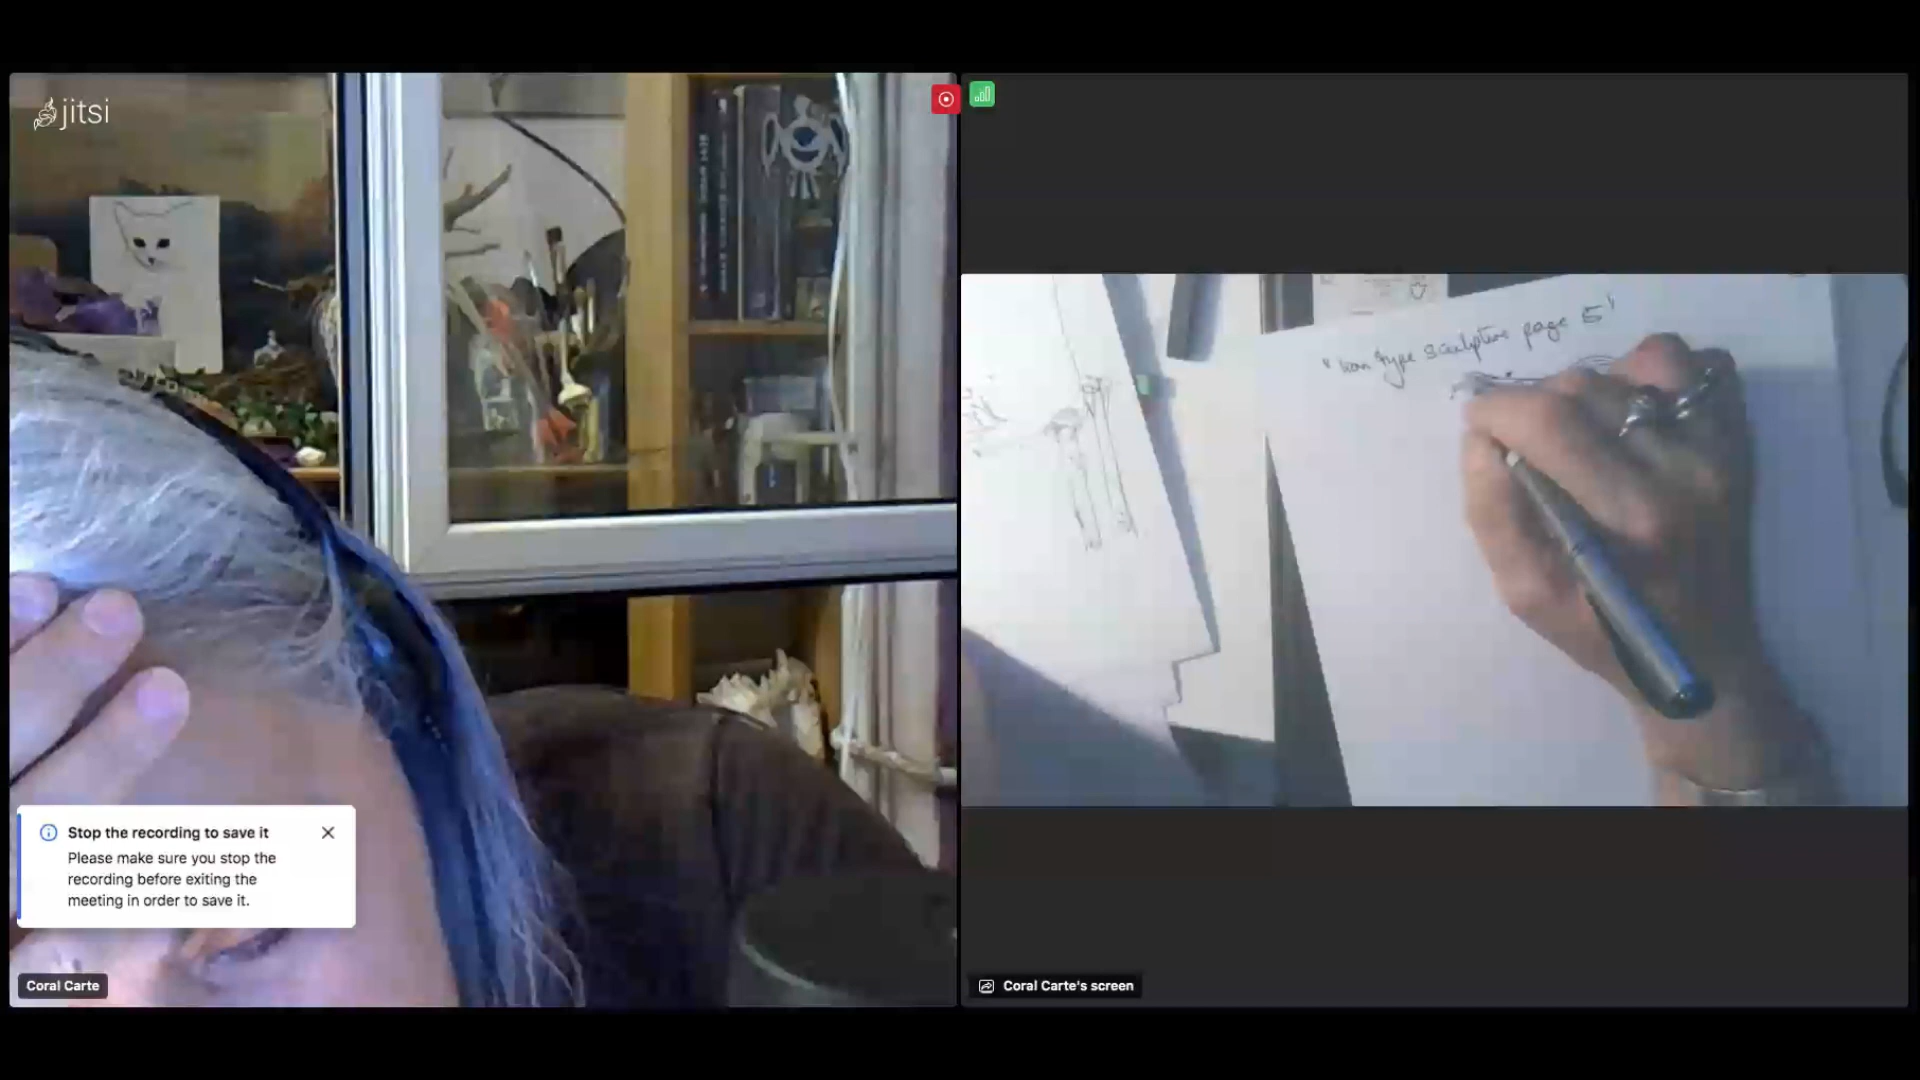 jitsi
" page 5"
Stop the recording to save it
Please make sure you stop the
recording before exiting the
meeting in order to save it.
Coral Carte
Coral Carte's screen